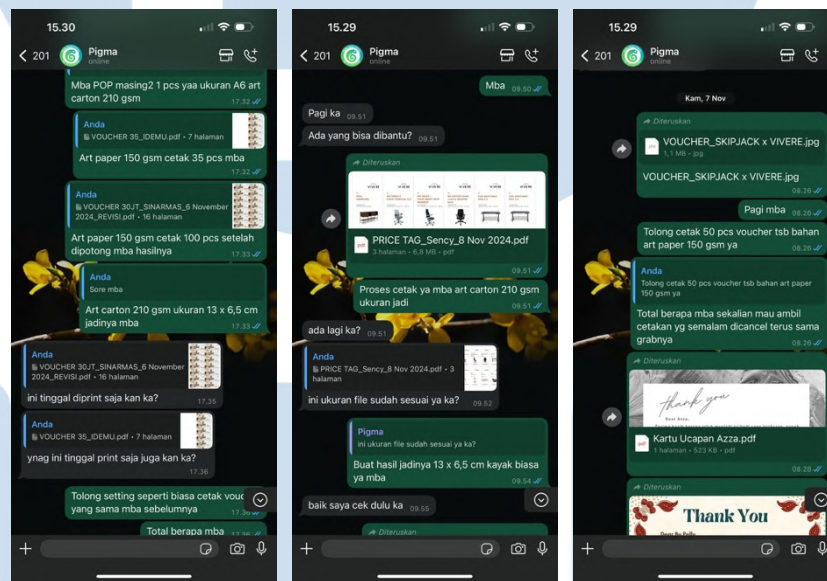 15.30
201
Pigma
online
Mba POP masing2 1 pcs yaa ukuran A6 art
carton 210 gsm
17.32
Anda
VOUCHER 35_IDEMU.pdf • 7 halaman
Art paper 150 gsm cetak 35 pcs mba
17.32
Anda
VOUCHER 30JT_SINARMAS_6 November
2024_REVISI.pdf • 16 halaman
Art paper 150 gsm cetak 100 pcs setelah
dipotong mba hasilnya
17.33
Anda
Sore mba
Art carton 210 gsm ukuran 13 x 6,5 cm
jadinya mba
17.33
Anda
VOUCHER 30JT_SINARMAS_6 November
2024_REVISI.pdf • 16 halaman
ini tinggal diprint saja kan ka?
17.35
Anda
VOUCHER 35_IDEMU.pdf • 7 halaman
ynag ini tinggal print saja juga kan ka?
17.36
Tolong setting seperti biasa cetak vouc
yang sama mba sebelumnya
17.36
Total berapa mba
17.36
15.29
201
Pigma
online
Mba
09.50
Pagi ka
09.51
Ada yang bisa dibantu?
09.51
Diteruskan
PRICE TAG_Sency_8 Nov 2024.pdf
3 halaman • 6,8 MB • pdf
09.51
Proses cetak ya mba art carton 210 gsm
ukuran jadi
09.51
ada lagi ka?
09.51
Anda
PRICE TAG_Sency_8 Nov 2024.pdf • 3
halaman
ini ukuran file sudah sesuai ya ka?
09.52
Pigma
ini ukuran file sudah sesuai ya ka?
Buat hasil jadinya 13 x 6,5 cm kayak biasa
ya mba
09.54
baik saya cek dulu ka
09.55
Diteruskan
15.29
201
Pigma
online
Kam, 7 Nov
Diteruskan
VOUCHER_SKIPJACK x VIVERE.jpg
1,1 MB • jpg
VOUCHER_SKIPJACK x VIVERE.jpg
08.26
Pagi mba
08.26
Tolong cetak 50 pcs voucher tsb bahan
art paper 150 gsm ya
08.26
Anda
Tolong cetak 50 pcs voucher tsb bahan art paper
150 gsm ya
Total berapa mba sekalian mau ambil
cetakan yg semalam dicancel terus sama
grabnya
08.26
Diteruskan
thank you
Dear Azza,
Kartu Ucapan Azza.pdf
1 halaman • 523 KB • pdf
08.28
Diteruskan
Thank You